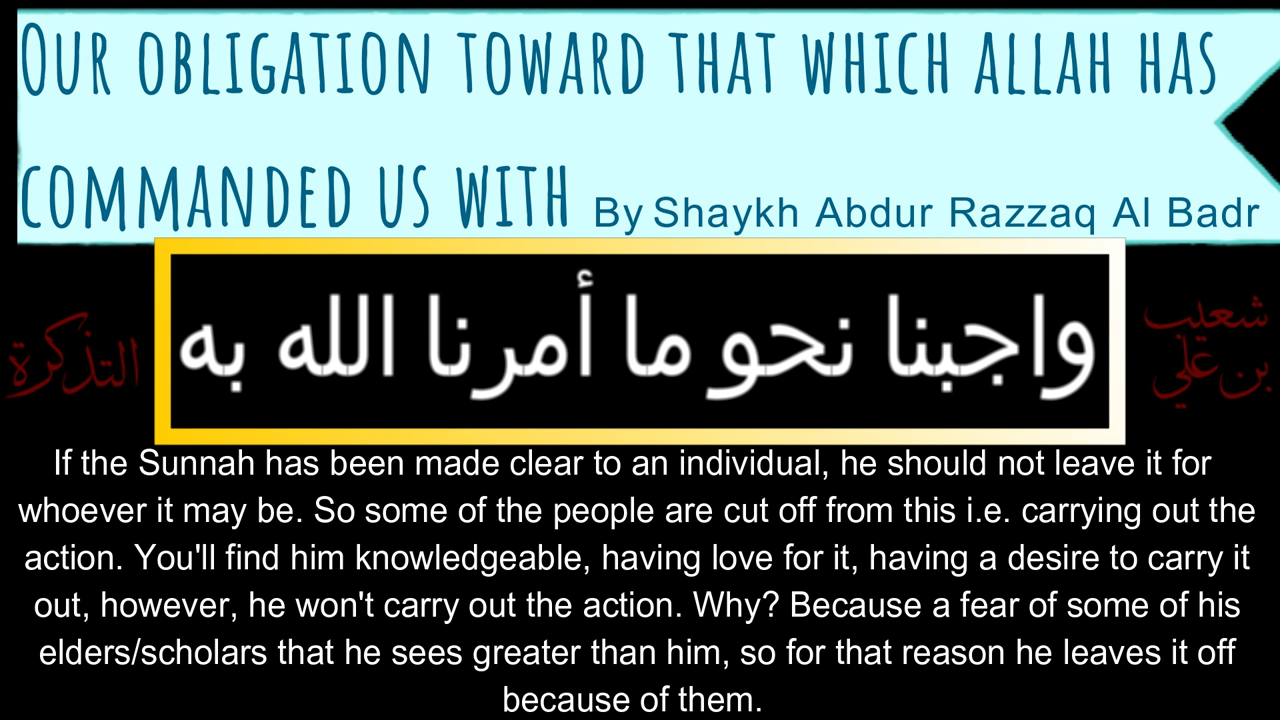 Our obligation toward that which Allah has
commanded us with By Shaykh Abdur Razzaq Al Badr
واجبنا نحو ما أمرنا الله به
شعيب
بن علي
التذكرة
If the Sunnah has been made clear to an individual, he should not leave it for
whoever it may be. So some of the people are cut off from this i.e. carrying out the
action. You'll find him knowledgeable, having love for it, having a desire to carry it
out, however, he won't carry out the action. Why? Because a fear of some of his
elders/scholars that he sees greater than him, so for that reason he leaves it off
because of them.